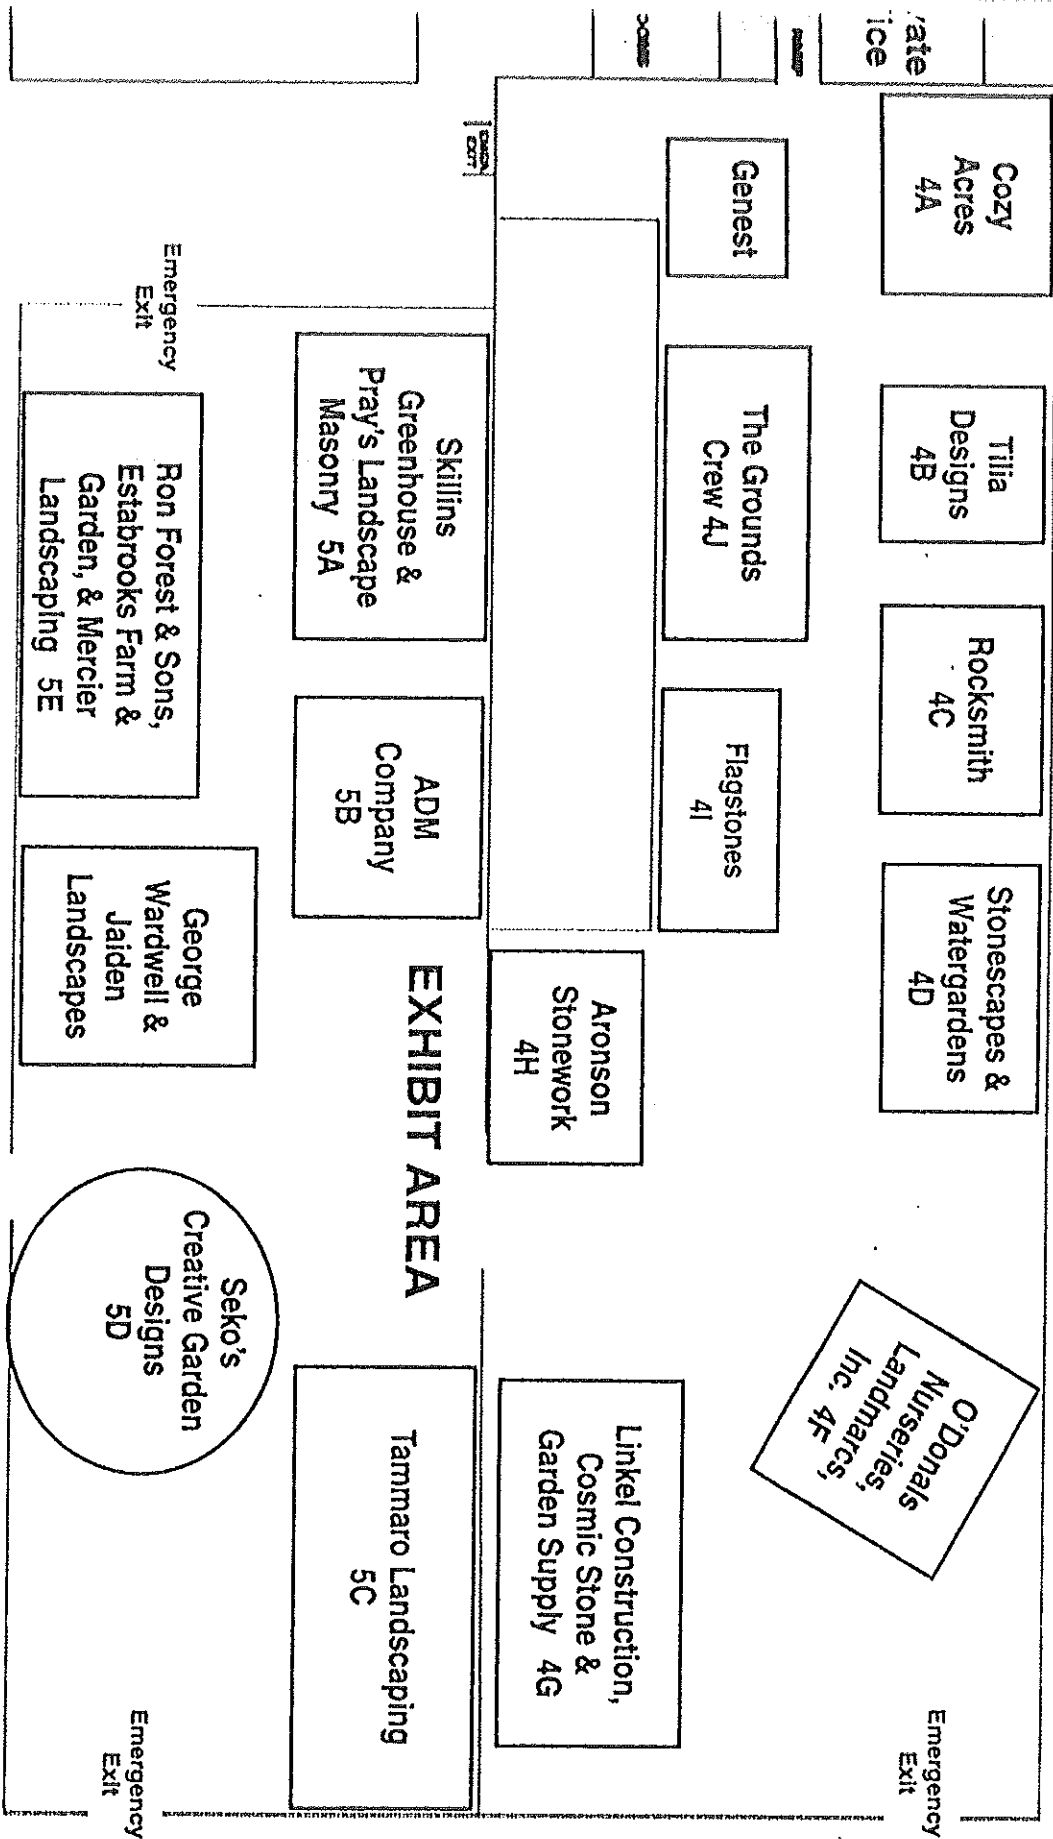 Cozy
Acres
4A
Tilia
Designs
4B
Rocksmith
4C
Stonescapes &
Watergardens
4D
O'Donals
Nurseries,
Landmarcs,
Inc. 4F
Emergency
Exit
Genest
The Grounds
Crew 4J
Flagstones
4I
Aronson
Stonework
4H
Linkel Construction,
Cosmic Stone &
Garden Supply 4G
EXIT
EXHIBIT AREA
Skillins
Greenhouse &
Pray's Landscape
Masonry 5A
ADM
Company
5B
Tammaro Landscaping
5C
Emergency
Exit
Ron Forest & Sons,
Estabrooks Farm &
Garden, & Mercier
Landscaping 5E
George
Wardwell &
Jaiden
Landscapes
Seko's
Creative Garden
Designs
5D
Emergency
Exit